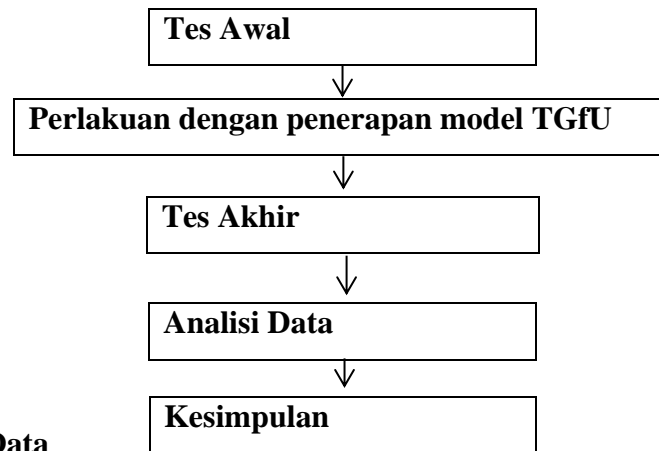 Tes Awal
Perlakuan dengan penerapan model TGfU
Tes Akhir
Analisi Data
Kesimpulan
Data